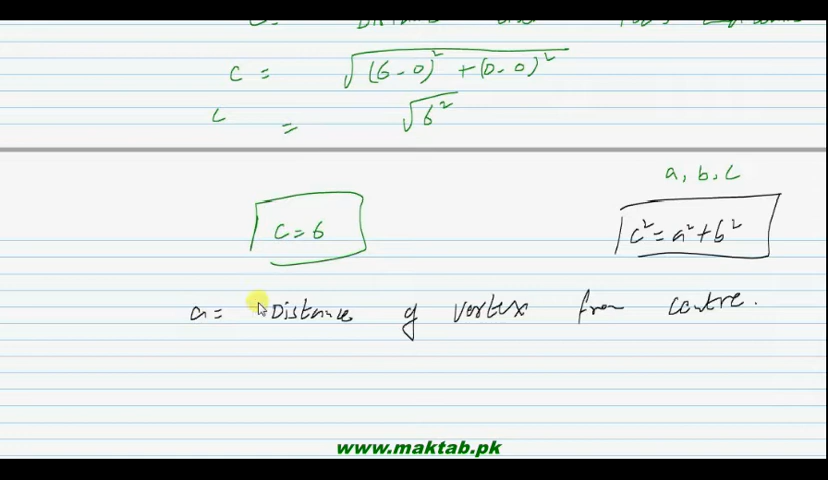 c = √(6-0)² + (0-0)²
c = √6²
a, b, c
c = 6
c² = a² + b²
a = Distance of vertex from centre.
www.maktab.pk